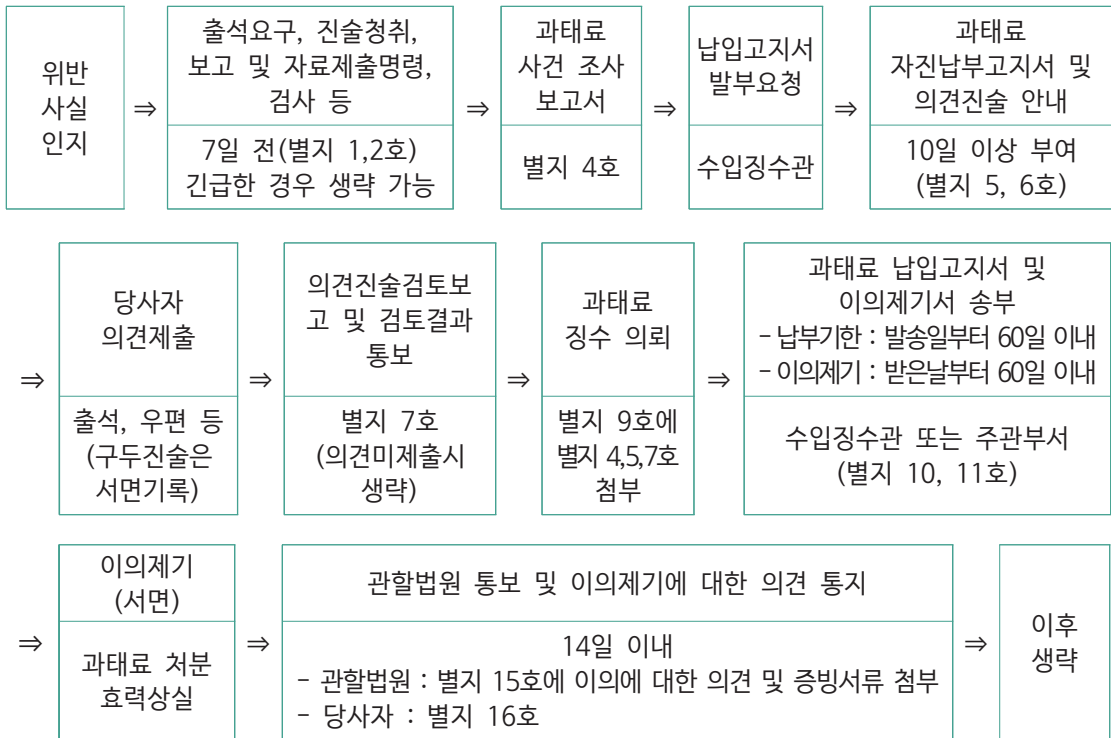 위반
사실
인지
⇒
출석요구, 진술청취,
보고 및 자료제출명령,
검사 등
7일 전(별지 1,2호)
긴급한 경우 생략 가능
⇒
과태료
사건 조사
보고서
별지 4호
⇒
납입고지서
발부요청
수입징수관
⇒
과태료
자진납부고지서 및
의견진술 안내
10일 이상 부여
(별지 5, 6호)
⇒
당사자
의견제출
출석, 우편 등
(구두진술은
서면기록)
⇒
의견진술검토보
고 및 검토결과
통보
별지 7호
(의견미제출시
생략)
⇒
과태료
징수 의뢰
별지 9호에
별지 4,5,7호
첨부
⇒
과태료 납입고지서 및
이의제기서 송부
- 납부기한 : 발송일부터 60일 이내
- 이의제기 : 받은날부터 60일 이내
수입징수관 또는 주관부서
(별지 10, 11호)
⇒
이의제기
(서면)
과태료 처분
효력상실
⇒
관할법원 통보 및 이의제기에 대한 의견 통지
14일 이내
- 관할법원 : 별지 15호에 이의에 대한 의견 및 증빙서류 첨부
- 당사자 : 별지 16호
⇒
이후
생략